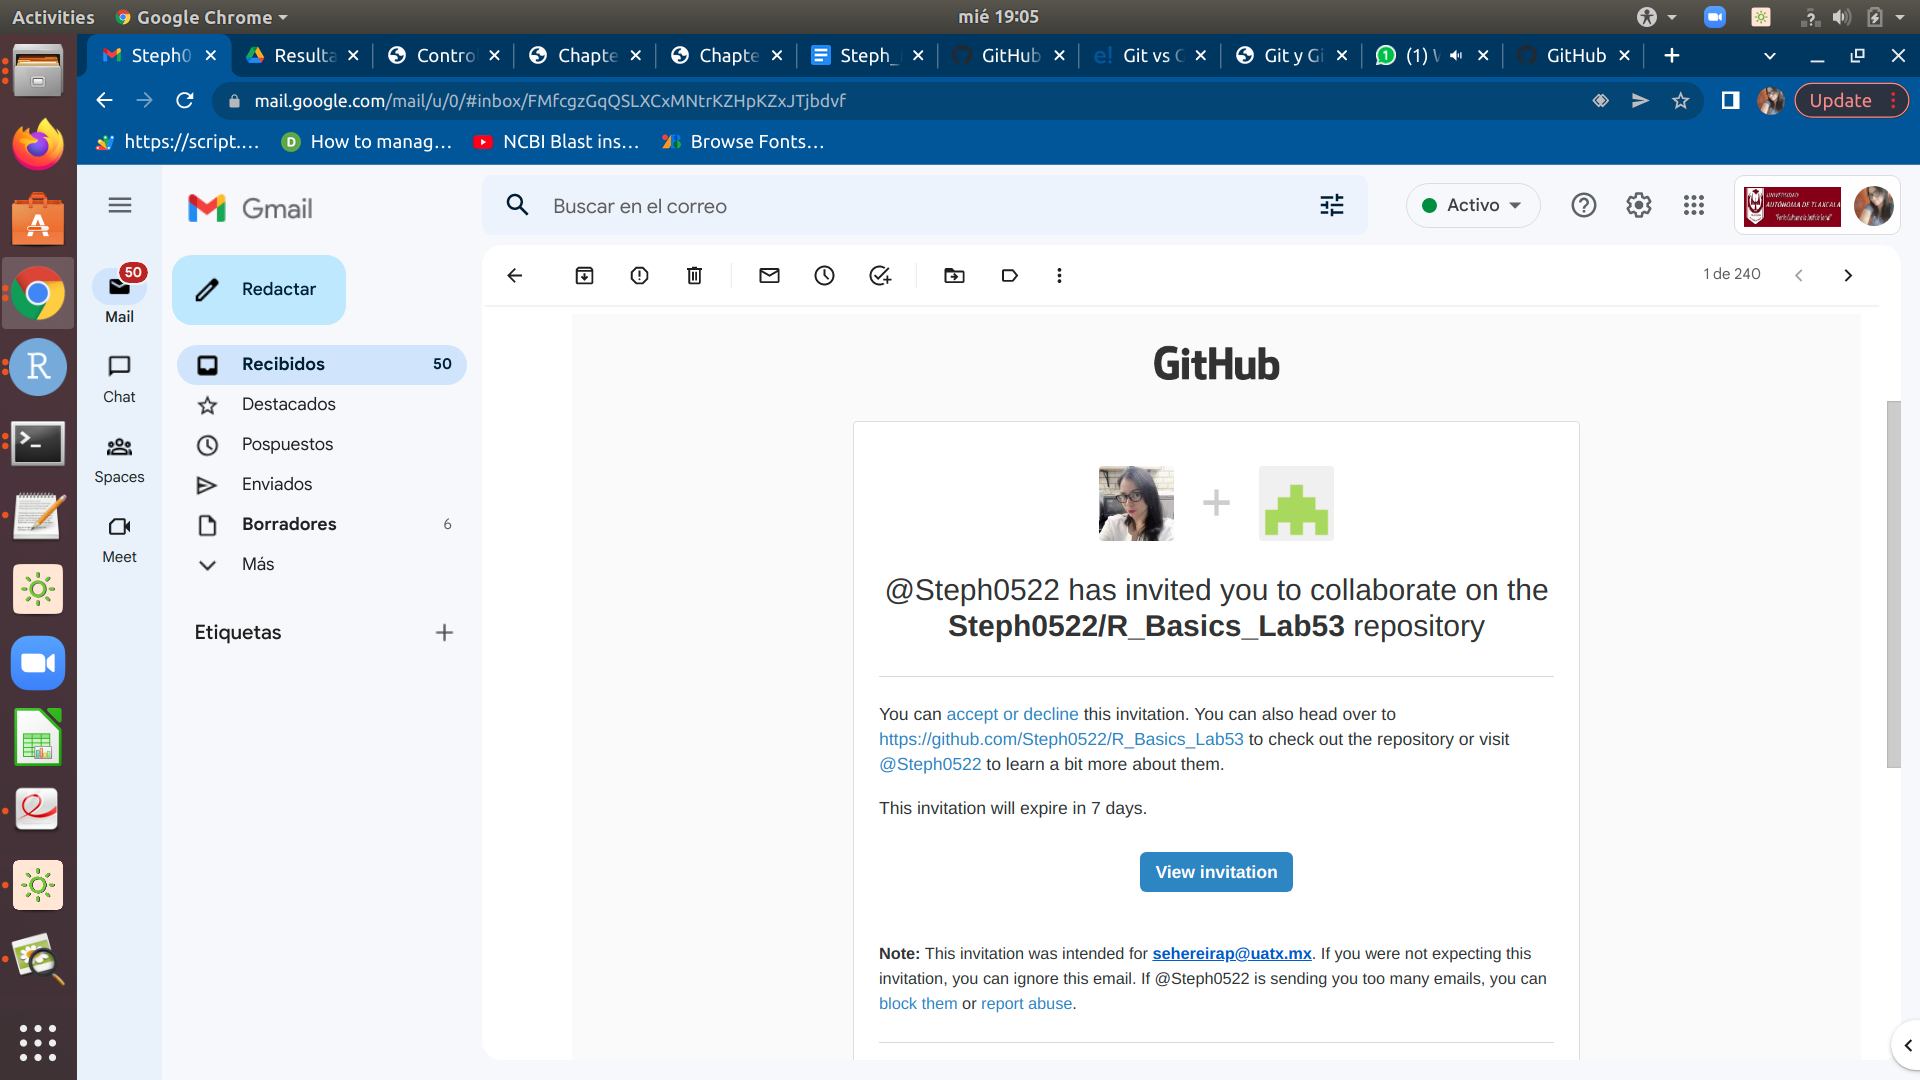 Activities
Google Chrome
mié 19:05
Steph0
Resulta
Contro
Chapte
Chapte
Steph_
GitHub
Git vs G
Git y Gi
(1) W
GitHub
mail.google.com/mail/u/0/#inbox/FMfcgzGqQSLXCxMNtrKZHpKZxJTjbdvf
Update
https://script....
How to manag...
NCBI Blast ins...
Browse Fonts...
Gmail
Buscar en el correo
Activo
UNIVERSIDAD
AUTÓNOMA DE TLAXCALA
50
Mail
Redactar
1 de 240
Recibidos 50
Destacados
Chat
Pospuestos
Spaces
Enviados
Borradores 6
Meet
Más
Etiquetas
GitHub
@Steph0522 has invited you to collaborate on the
Steph0522/R_Basics_Lab53 repository
You can accept or decline this invitation. You can also head over to
https://github.com/Steph0522/R_Basics_Lab53 to check out the repository or visit
@Steph0522 to learn a bit more about them.
This invitation will expire in 7 days.
View invitation
Note: This invitation was intended for sehereirap@uatx.mx. If you were not expecting this
invitation, you can ignore this email. If @Steph0522 is sending you too many emails, you can
block them or report abuse.